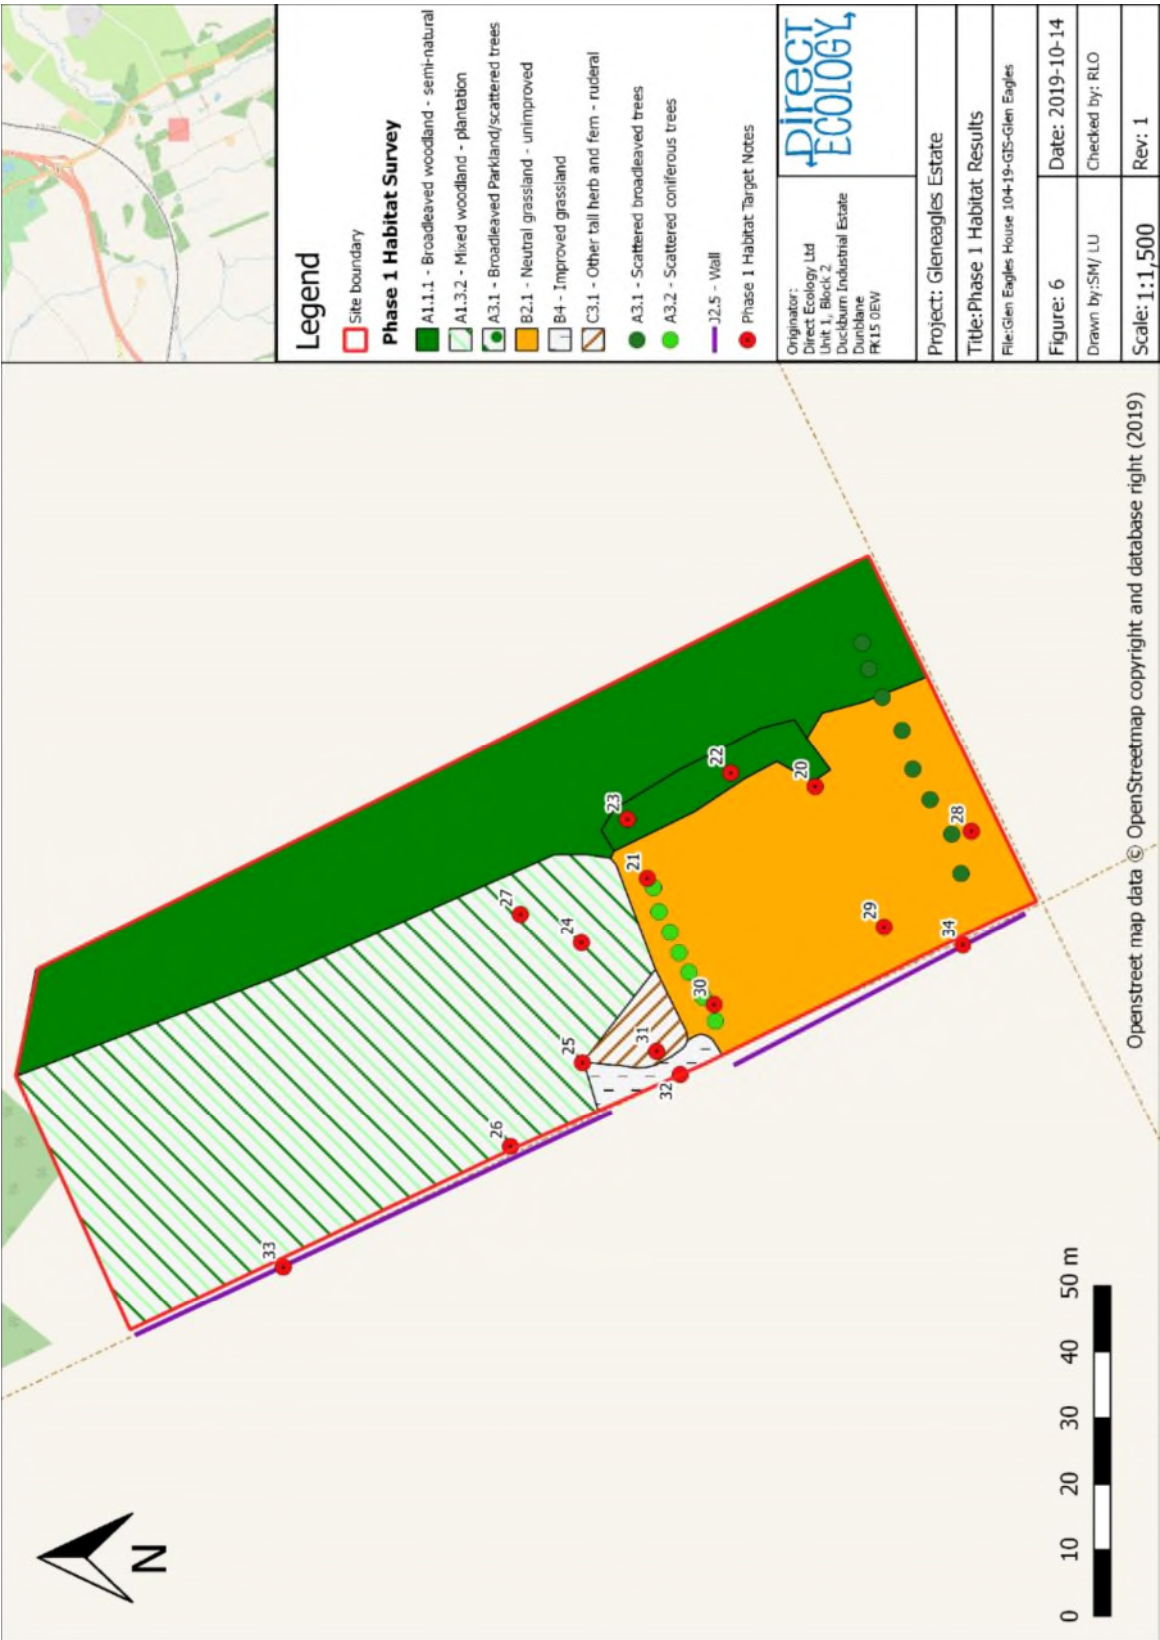 Legend
Site boundary
Phase 1 Habitat Survey
A1.1.1 - Broadleaved woodland - semi-natural
A1.3.2 - Mixed woodland - plantation
A3.1 - Broadleaved Parkland/scattered trees
B2.1 - Neutral grassland - unimproved
B4 - Improved grassland
C3.1 - Other tall herb and fern - ruderal
A3.1 - Scattered broadleaved trees
A3.2 - Scattered coniferous trees
J2.5 - Wall
Phase 1 Habitat Target Notes
Originator:
Direct Ecology Ltd
Unit 1, Block 2
Duckburn Industrial Estate
Dunblane
FK15 0EW
Direct
ECOLOGY
Project: Gleneagles Estate
Title:Phase 1 Habitat Results
File:Glen Eagles House 104-19-GIS-Glen Eagles
Figure: 6
Date: 2019-10-14
Drawn by:SM/ LU
Checked by: RLO
Scale: 1:1,500
Rev: 1
N
33
26
25
32
31
30
24
27
21
23
22
20
29
34
28
0 10 20 30 40 50 m
Openstreet map data © OpenStreetmap copyright and database right (2019)